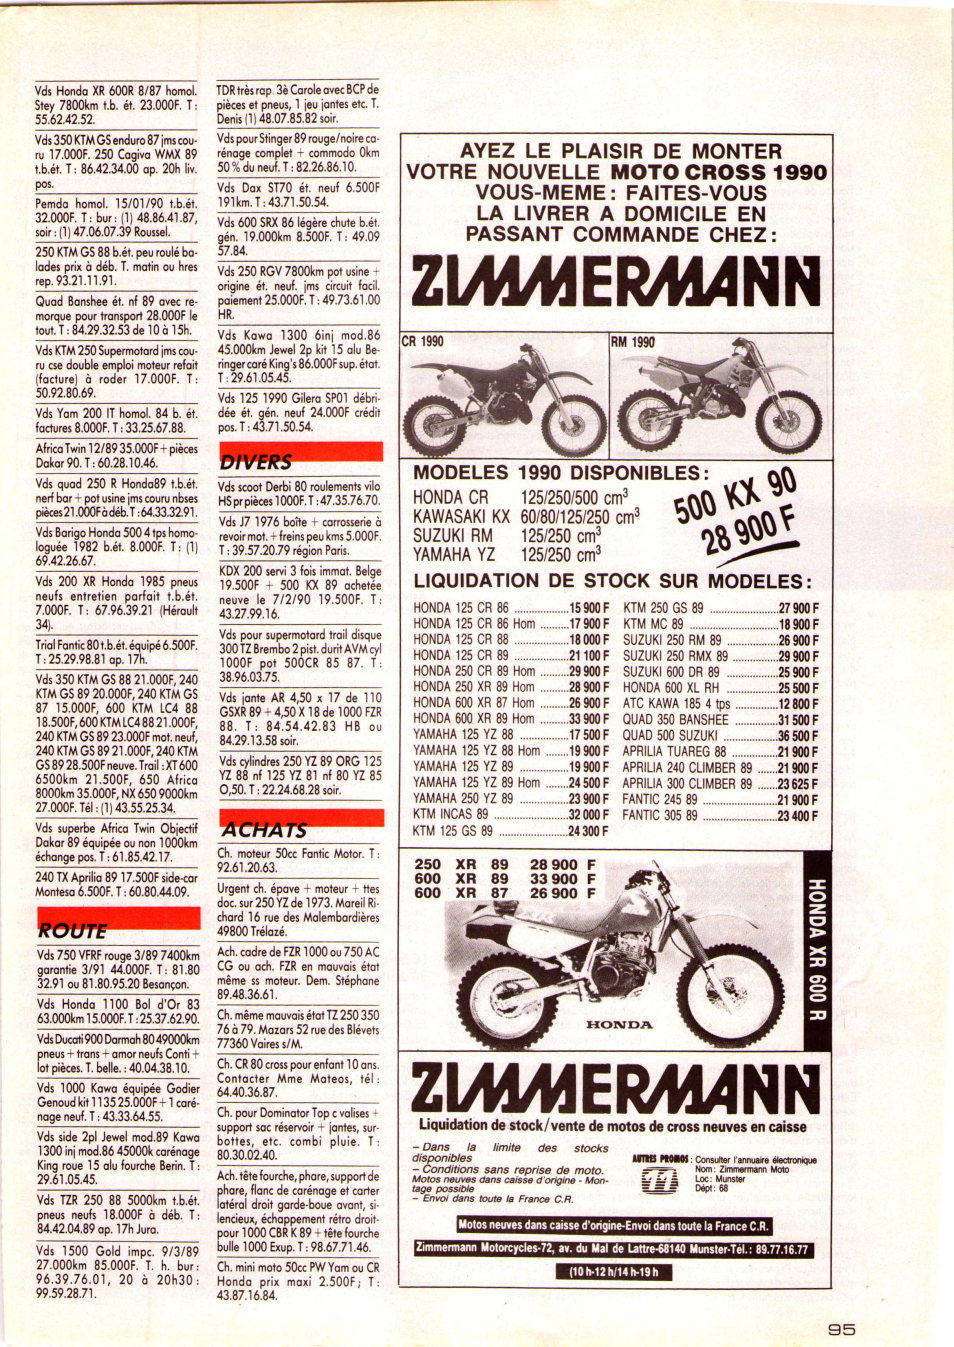 Vds Honda XR 600R 8/87 homol.
Stey 7800km t.b. ét. 23.000F. T :
55.62.42.52.
Vds 350 KTM GS enduro 87 jms cou-
ru 17.000F. 250 Cagiva WMX 89
t.b.ét. T : 86.42.34.00 ap. 20h liv.
pos.
Pemda homol. 15/01/90 t.b.ét.
32.000F. T : bur : (1) 48.86.41.87,
soir : (1) 47.06.07.39 Roussel.
250 KTM GS 88 b.ét. peu roulé ba-
lades prix à déb. T. matin ou hres
rep. 93.21.11.91.
Quad Banshee ét. nf 89 avec re-
morque pour transport 28.000F le
tout. T : 84.29.32.53 de 10 à 15h.
Vds KTM 250 Supermotard jms cou-
ru cse double emploi moteur refait
(facture) à roder 17.000F. T :
50.92.80.69.
Vds Yam 200 IT homol. 84 b. ét.
factures 8.000F. T : 33.25.67.88.
Africa Twin 12/89 35.000F + pièces
Dakar 90. T : 60.28.10.46.
Vds quad 250 R Honda89 t.b.ét.
nerf bar + pot usine jms couru nbses
pièces 21.000F à déb. T : 64.33.32.91.
Vds Barigo Honda 500 4 tps homo-
loguée 1982 b.ét. 8.000F. T : (1)
69.42.26.67.
Vds 200 XR Honda 1985 pneus
neufs entretien parfait t.b.ét.
7.000F. T : 67.96.39.21 (Hérault
34).
Trial Fantic 80 t.b.ét. équipé 6.500F.
T : 25.29.98.81 ap. 17h.
Vds 350 KTM GS 88 21.000F, 240
KTM GS 89 20.000F, 240 KTM GS
87 15.000F, 600 KTM LC4 88
18.500F, 600 KTM LC4 88 21.000F,
240 KTM GS 89 23.000F mot. neuf,
240 KTM GS 89 21.000F, 240 KTM
GS 89 28.500F neuve. Trail : XT 600
6500km 21.500F, 650 Africa
8000km 35.000F, NX 650 9000km
27.000F. Tél : (1) 43.55.25.34.
Vds superbe Africa Twin Objectif
Dakar 89 équipée ou non 1000km
échange pos. T : 61.85.42.17.
240 TX Aprilia 89 17.500F side-car
Montesa 6.500F. T : 60.80.44.09.
ROUTE
Vds 750 VFRF rouge 3/89 7400km
garantie 3/91 44.000F. T : 81.80
32.91 ou 81.80.95.20 Besançon.
Vds Honda 1100 Bol d'Or 83
63.000km 15.000F. T : 25.37.62.90.
Vds Ducati 900 Darmah 80 49000km
pneus + trans + amor neufs Conti +
lot pièces. T. belle. : 40.04.38.10.
Vds 1000 Kawa équipée Godier
Genoud kit 1135 25.000F + 1 caré-
nage neuf. T : 43.33.64.55.
Vds side 2pl Jewel mod.89 Kawa
1300 inj mod.86 45000k carénage
King roue 15 alu fourche Berin. T :
29.61.05.45.
Vds TZR 250 88 5000km t.b.ét.
pneus neufs 18.000F à déb. T :
84.42.04.89 ap. 17h Jura.
Vds 1500 Gold impc. 9/3/89
27.000km 85.000F. T. h. bur :
96.39.76.01, 20 à 20h30 :
99.59.28.71.
TDR très rap. 3è Carole avec BCP de
pièces et pneus, 1 jeu jantes etc. T.
Denis (1) 48.07.85.82 soir.
Vds pour Stinger 89 rouge/noire ca-
rénage complet + commodo 0km
50 % du neuf. T : 82.26.86.10.
Vds Dax ST70 ét. neuf 6.500F
191km. T : 43.71.50.54.
Vds 600 SRX 86 légère chute b.ét.
gén. 19.000km 8.500F. T : 49.09
57.84.
Vds 250 RGV 7800km pot usine +
origine ét. neuf. jms circuit facil.
paiement 25.000F. T : 49.73.61.00
HR.
Vds Kawa 1300 6inj mod.86
45.000km Jewel 2p kit 15 alu Be-
ringer caré King's 86.000F sup. état.
T : 29.61.05.45.
Vds 125 1990 Gilera SP01 débri-
dée ét. gén. neuf 24.000F crédit
pos. T : 43.71.50.54.
DIVERS
Vds scoot Derbi 80 roulements vilo
HS pr pièces 1000F. T : 47.35.76.70.
Vds J7 1976 boîte + carrosserie à
revoir mot. + freins peu kms 5.000F.
T : 39.57.20.79 région Paris.
KDX 200 servi 3 fois immat. Belge
19.500F + 500 KX 89 achetée
neuve le 7/2/90 19.500F. T :
43.27.99.16.
Vds pour supermotard trail disque
300 TZ Brembo 2 pist. durit AVM cyl
1000F pot 500CR 85 87. T :
38.96.03.75.
Vds jante AR 4,50 x 17 de 110
GSXR 89 + 4,50 X 18 de 1000 FZR
88. T : 84.54.42.83 HB ou
84.29.13.58 soir.
Vds cylindres 250 YZ 89 ORG 125
YZ 88 nf 125 YZ 81 nf 80 YZ 85
O,50. T : 22.24.68.28 soir.
ACHATS
Ch. moteur 50cc Fantic Motor. T :
92.61.20.63.
Urgent ch. épave + moteur + ttes
doc. sur 250 YZ de 1973. Mareil Ri-
chard 16 rue des Malembardières
49800 Trélazé.
Ach. cadre de FZR 1000 ou 750 AC
CG ou ach. FZR en mauvais état
même ss moteur. Dem. Stéphane
89.48.36.61.
Ch. même mauvais état TZ 250 350
76 à 79. Mazars 52 rue des Blévets
77360 Vaires s/M.
Ch. CR 80 cross pour enfant 10 ans.
Contacter Mme Mateos, tél :
64.40.36.87.
Ch. pour Dominator Top c valises +
support sac réservoir + jantes, sur-
bottes, etc. combi pluie. T :
80.30.02.40.
Ach. tête fourche, phare, support de
phare, flanc de carénage et carter
latéral droit garde-boue avant, si-
lencieux, échappement rétro droit-
pour 1000 CBR K 89 + tête fourche
bulle 1000 Exup. T : 98.67.71.46.
Ch. mini moto 50cc PW Yam ou CR
Honda prix maxi 2.500F ; T :
43.87.16.84.
AYEZ LE PLAISIR DE MONTER
VOTRE NOUVELLE MOTO CROSS 1990
VOUS-MEME : FAITES-VOUS
LA LIVRER A DOMICILE EN
PASSANT COMMANDE CHEZ :
ZIMMERMANN
CR 1990
RM 1990
MODELES 1990 DISPONIBLES :
HONDA CR 125/250/500 cm³
KAWASAKI KX 60/80/125/250 cm³
SUZUKI RM 125/250 cm³
YAMAHA YZ 125/250 cm³
500 KX 90
28 900 F
LIQUIDATION DE STOCK SUR MODELES :
HONDA 125 CR 86 ................15 900 F
HONDA 125 CR 86 Hom .........17 900 F
HONDA 125 CR 88 ................18 000 F
HONDA 125 CR 89 ................21 100 F
HONDA 250 CR 89 Hom .........29 900 F
HONDA 250 XR 89 Hom .........28 900 F
HONDA 600 XR 87 Hom .........26 900 F
HONDA 600 XR 89 Hom .........33 900 F
YAMAHA 125 YZ 88 ................17 500 F
YAMAHA 125 YZ 88 Hom .......19 900 F
YAMAHA 125 YZ 89 ................19 900 F
YAMAHA 125 YZ 89 Hom .......24 500 F
YAMAHA 250 YZ 89 ................23 900 F
KTM INCAS 89 ......................32 000 F
KTM 125 GS 89 ....................24 300 F
KTM 250 GS 89 ....................27 900 F
KTM MC 89 ..........................18 900 F
SUZUKI 250 RM 89 ...............26 900 F
SUZUKI 250 RMX 89 .............29 900 F
SUZUKI 600 DR 89 ................25 900 F
HONDA 600 XL RH ................25 500 F
ATC KAWA 185 4 tps .............12 800 F
QUAD 350 BANSHEE .............31 500 F
QUAD 500 SUZUKI ................36 500 F
APRILIA TUAREG 88 .............21 900 F
APRILIA 240 CLIMBER 89 ......21 900 F
APRILIA 300 CLIMBER 89 ......23 625 F
FANTIC 245 89 .....................21 900 F
FANTIC 305 89 .....................23 400 F
250 XR 89 28 900 F
600 XR 89 33 900 F
600 XR 87 26 900 F
HONDA XR 600 R
HONDA
ZIMMERMANN
Liquidation de stock/vente de motos de cross neuves en caisse
– Dans la limite des stocks
disponibles
– Conditions sans reprise de moto.
Motos neuves dans caisse d'origine - Mon-
tage possible
– Envoi dans toute la France C.R.
AUTRES PROMOS : Consulter l'annuaire électronique
Nom : Zimmermann Moto
Loc : Munster
Dépt : 68
Motos neuves dans caisse d'origine-Envoi dans toute la France C.R.
Zimmermann Motorcycles-72, av. du Mal de Lattre-68140 Munster-Tél. : 89.77.16.77
(10 h-12 h/14 h-19 h
95